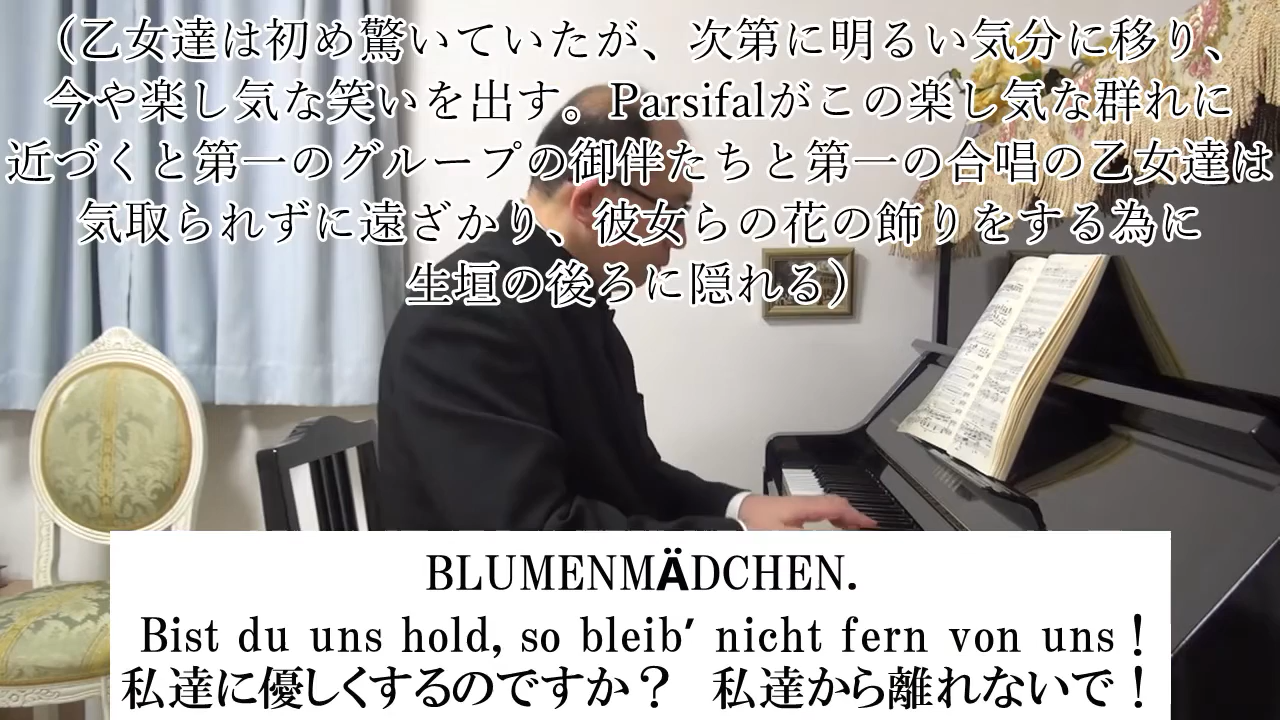 （乙女達は初め驚いていたが、次第に明るい気分に移り、
今や楽し気な笑いを出す。Parsifalがこの楽し気な群れに
近づくと第一のグループの御伴たちと第一の合唱の乙女達は
気取られずに遠ざかり、彼女らの花の飾りをする為に
生垣の後ろに隠れる）
BLUMENMÄDCHEN.
Bist du uns hold, so bleib′ nicht fern von uns！
私達に優しくするのですか？　私達から離れないで！